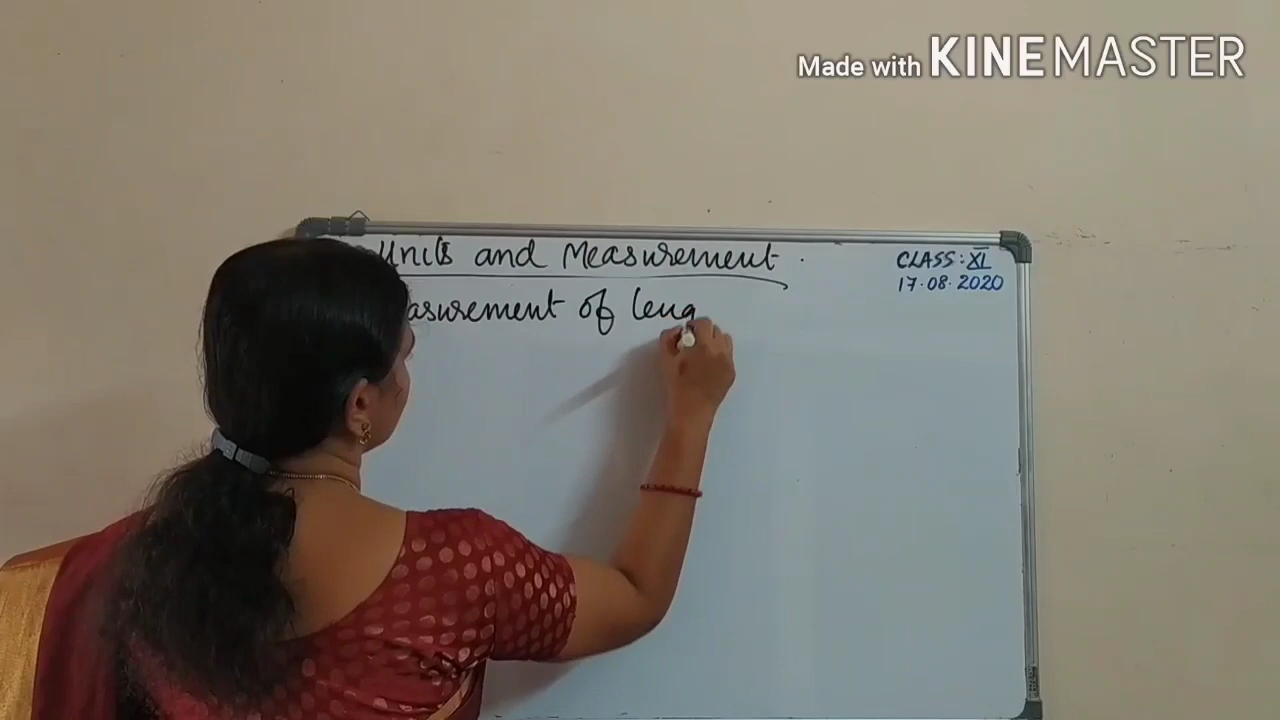 Made with KINEMASTER
Units and Measurement.
CLASS: XI
17.08.2020
asurement of leng